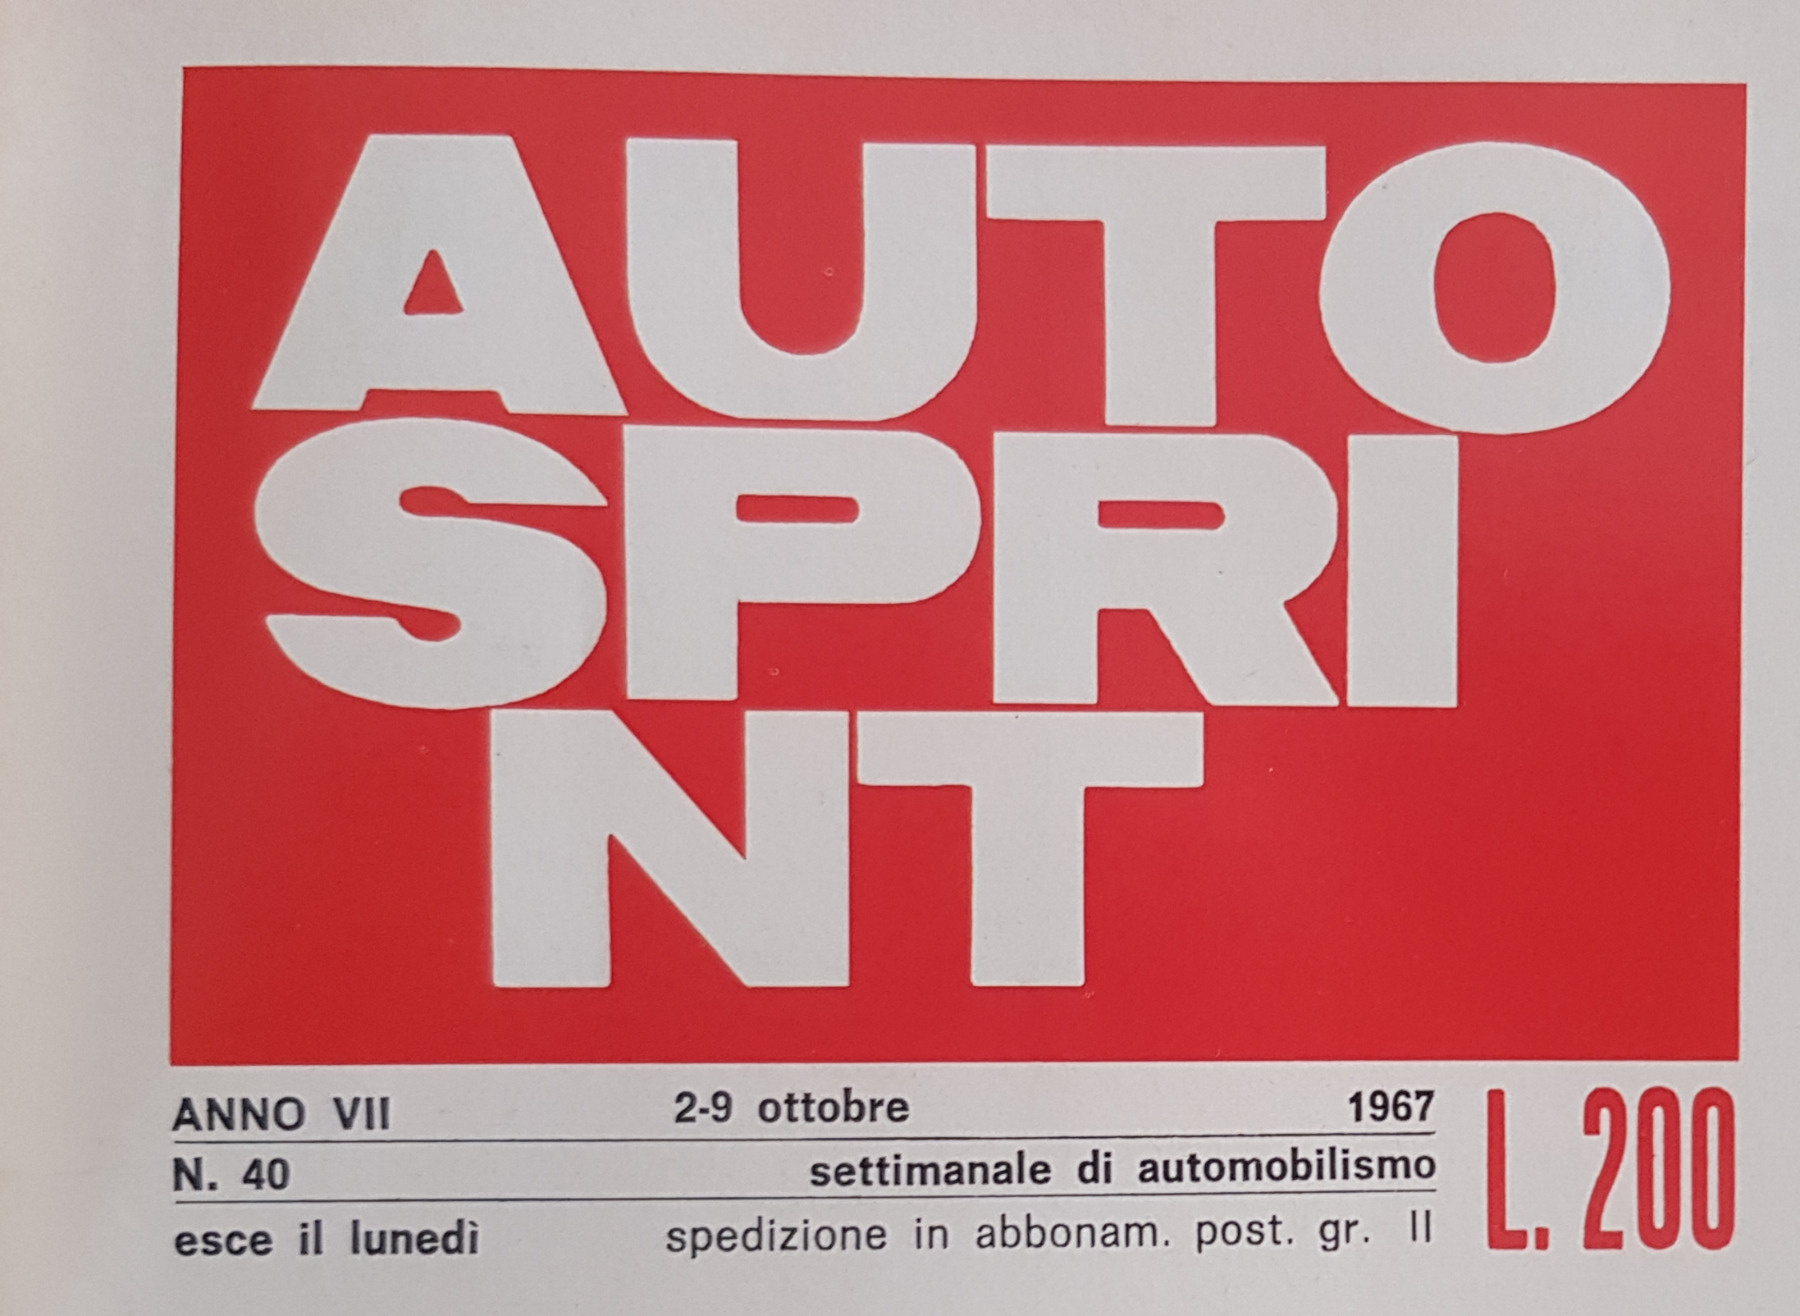 AUTO
SPRI
NT
ANNO VII 2-9 ottobre 1967
N. 40 settimanale di automobilismo
esce il lunedì spedizione in abbonam. post. gr. II
L. 200